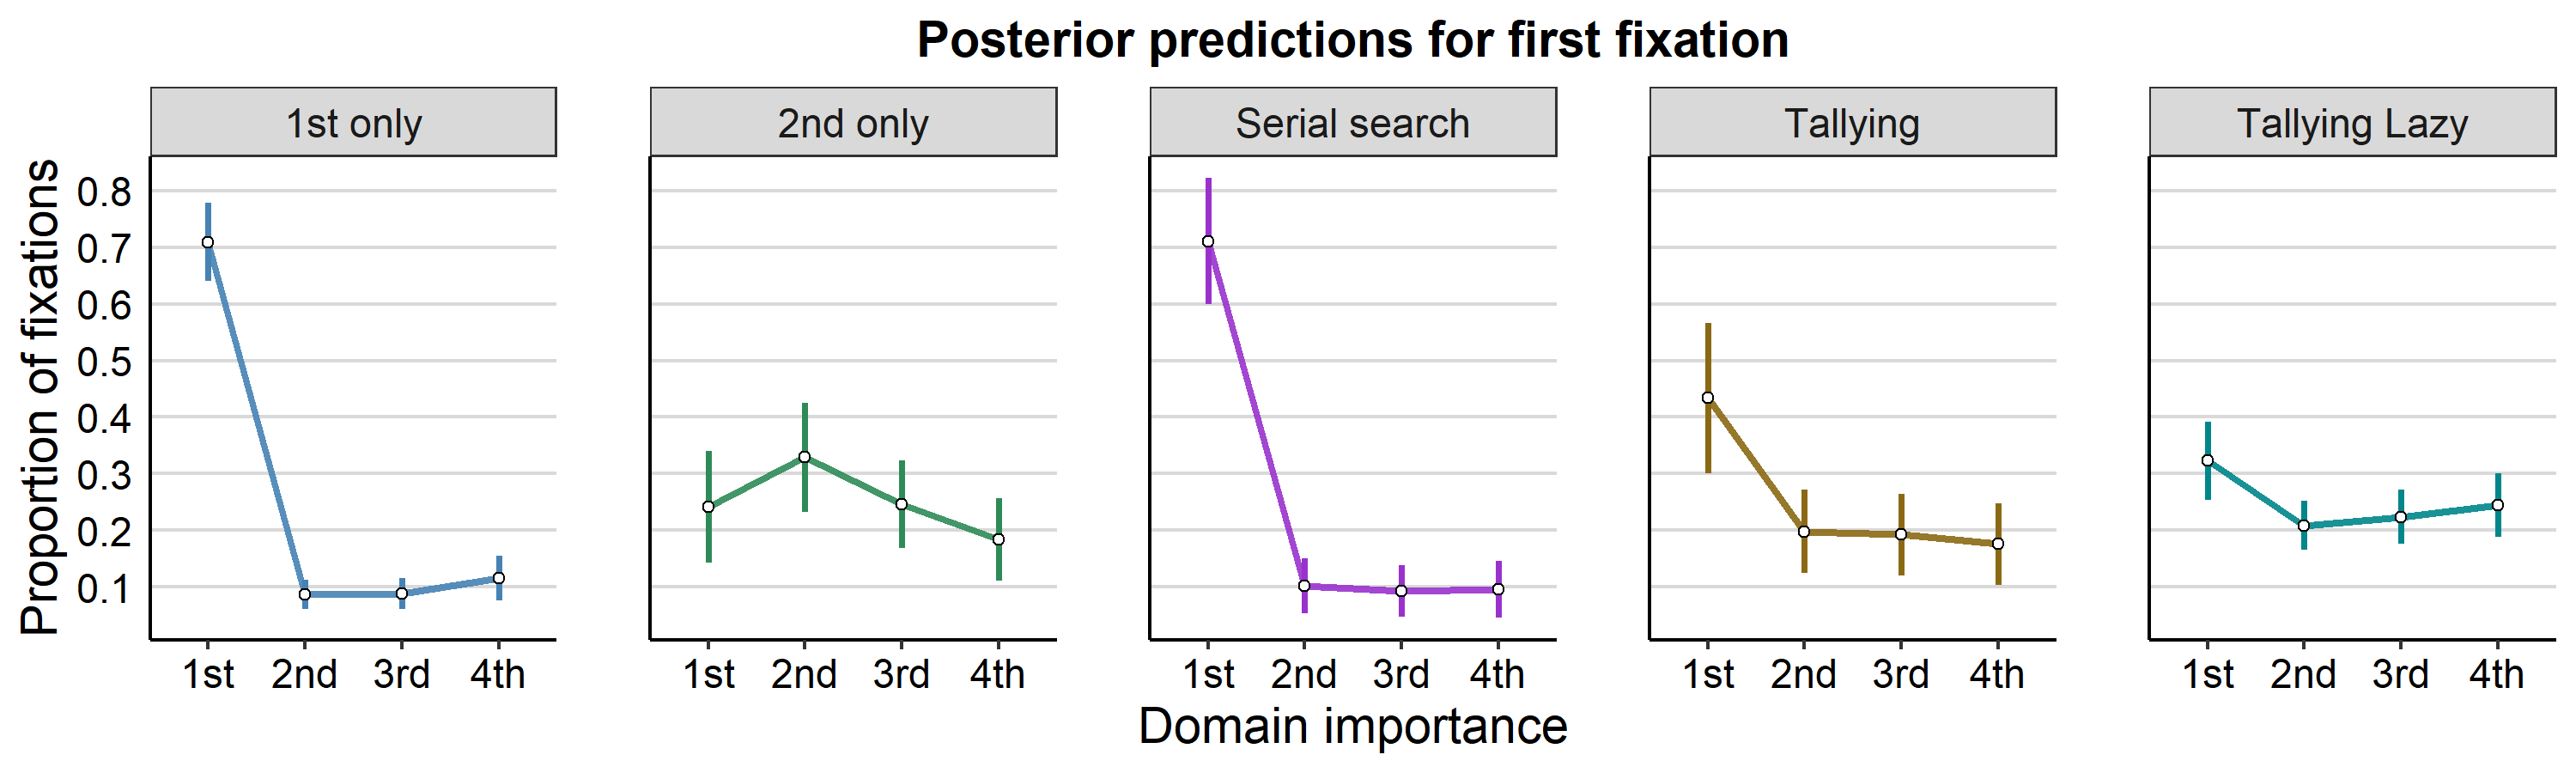 Posterior predictions for first fixation
1st only
2nd only
Serial search
Tallying
Tallying Lazy
Proportion of fixations
0.8
0.7
0.6
0.5
0.4
0.3
0.2
0.1
1st 2nd 3rd 4th
1st 2nd 3rd 4th
1st 2nd 3rd 4th
1st 2nd 3rd 4th
1st 2nd 3rd 4th
Domain importance